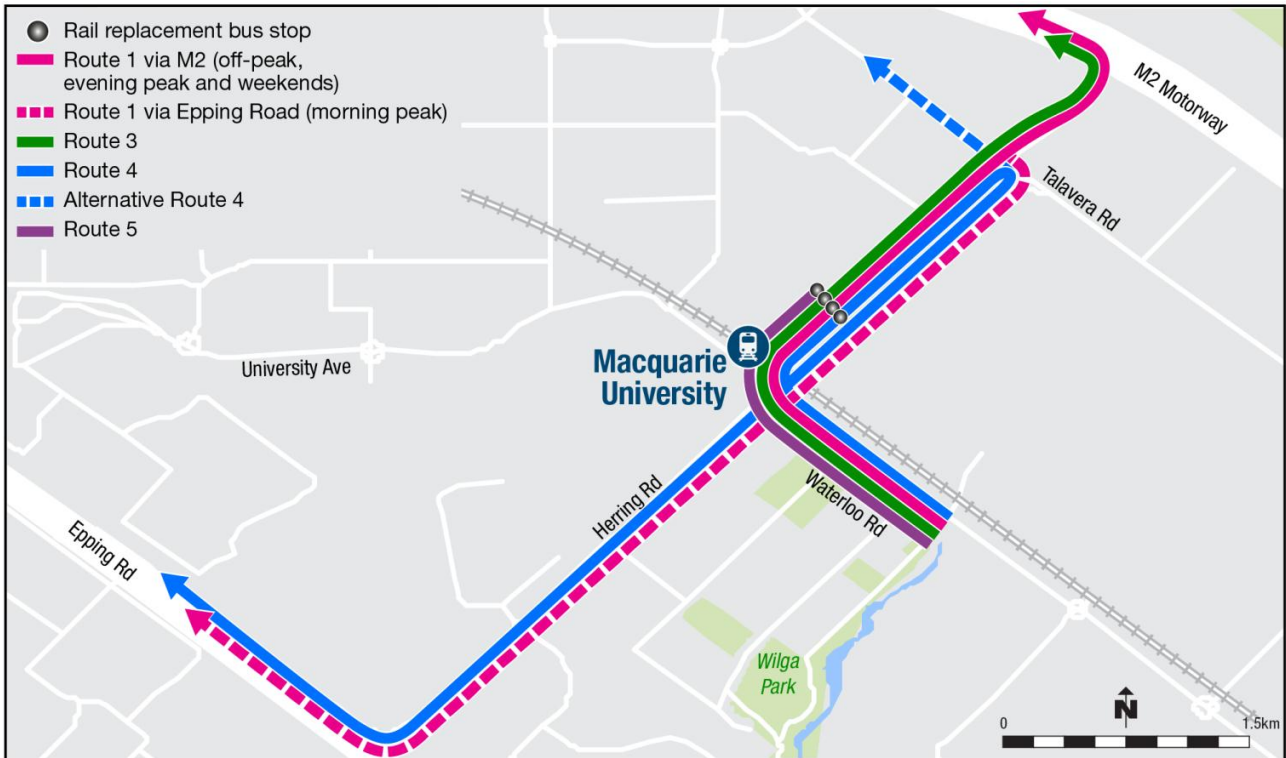 Rail replacement bus stop
Route 1 via M2 (off-peak,
evening peak and weekends)
Route 1 via Epping Road (morning peak)
Route 3
Route 4
Alternative Route 4
Route 5
M2 Motorway
Talavera Rd
University Ave
Macquarie
University
Herring Rd
Waterloo Rd
Epping Rd
Wilga
Park
N
0
1.5km